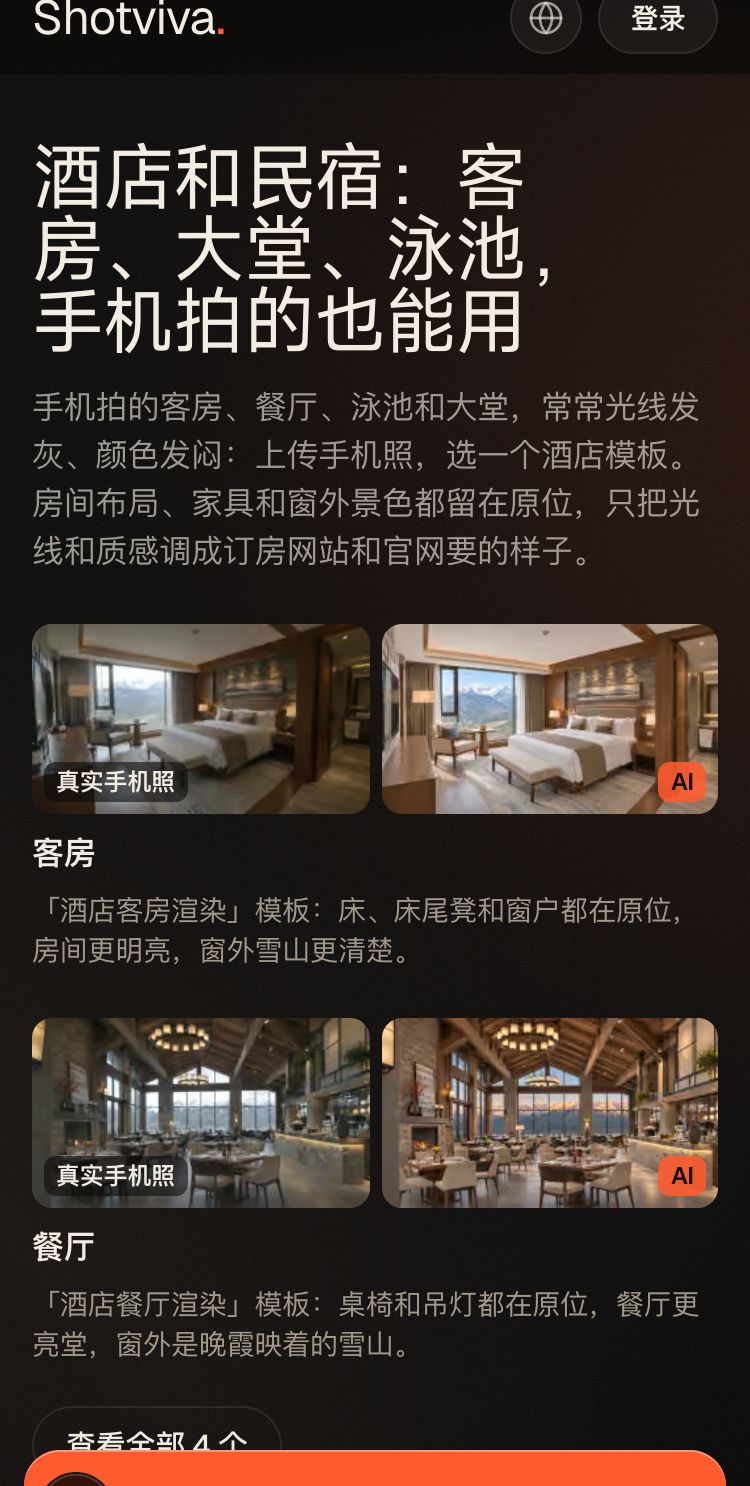 Shotviva.
登录
酒店和民宿：客
房、大堂、泳池，
手机拍的也能用
手机拍的客房、餐厅、泳池和大堂，常常光线发
灰、颜色发闷：上传手机照，选一个酒店模板。
房间布局、家具和窗外景色都留在原位，只把光
线和质感调成订房网站和官网要的样子。
真实手机照
AI
客房
「酒店客房渲染」模板：床、床尾凳和窗户都在原位，
房间更明亮，窗外雪山更清楚。
真实手机照
AI
餐厅
「酒店餐厅渲染」模板：桌椅和吊灯都在原位，餐厅更
亮堂，窗外是晚霞映着的雪山。
查看全部 4 个